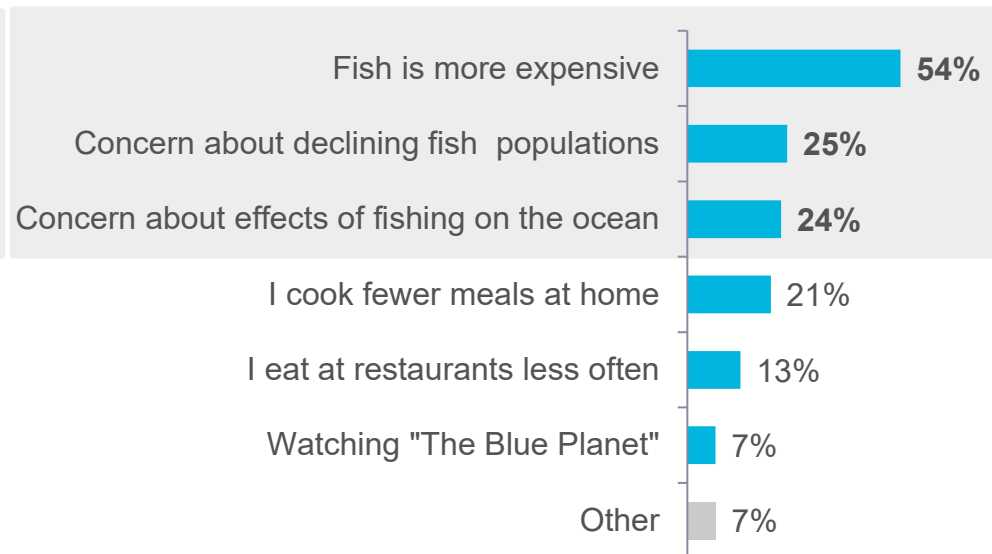 Fish is more expensive 54%
Concern about declining fish populations 25%
Concern about effects of fishing on the ocean 24%
I cook fewer meals at home 21%
I eat at restaurants less often 13%
Watching "The Blue Planet" 7%
Other 7%